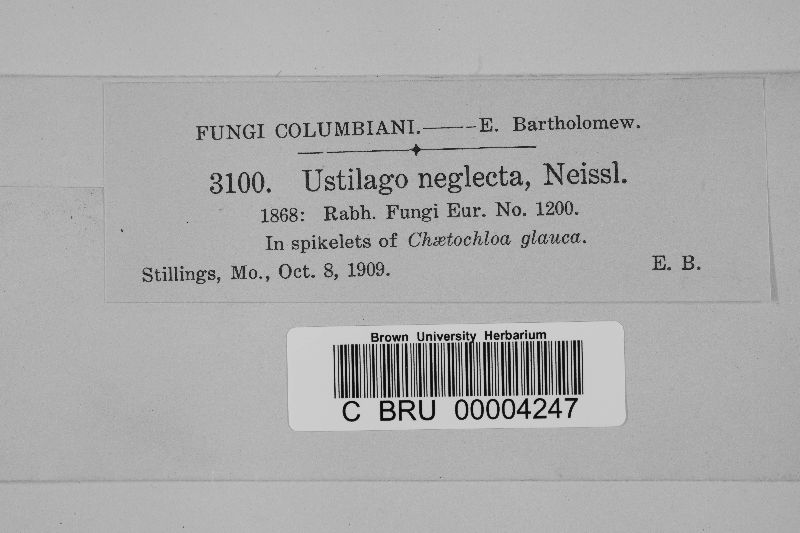 FUNGI COLUMBIANI.——E. Bartholomew.
3100. Ustilago neglecta, Neissl.
1868: Rabh. Fungi Eur. No. 1200.
In spikelets of Chætochloa glauca.
Stillings, Mo., Oct. 8, 1909. E. B.
Brown University Herbarium
C BRU 00004247